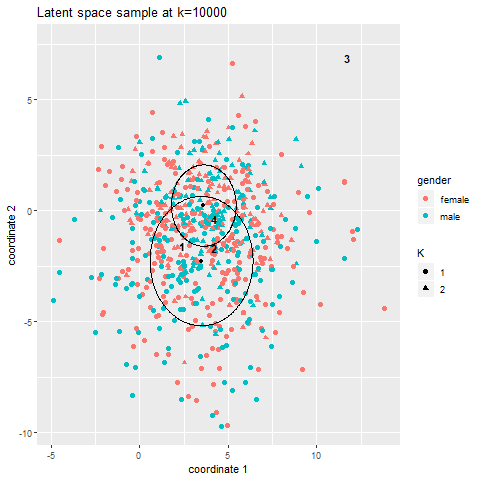 Latent space sample at k=10000
3
5
0
-5
-10
4
1
2
coordinate 2
-5
0
5
10
coordinate 1
gender
female
male
K
1
2